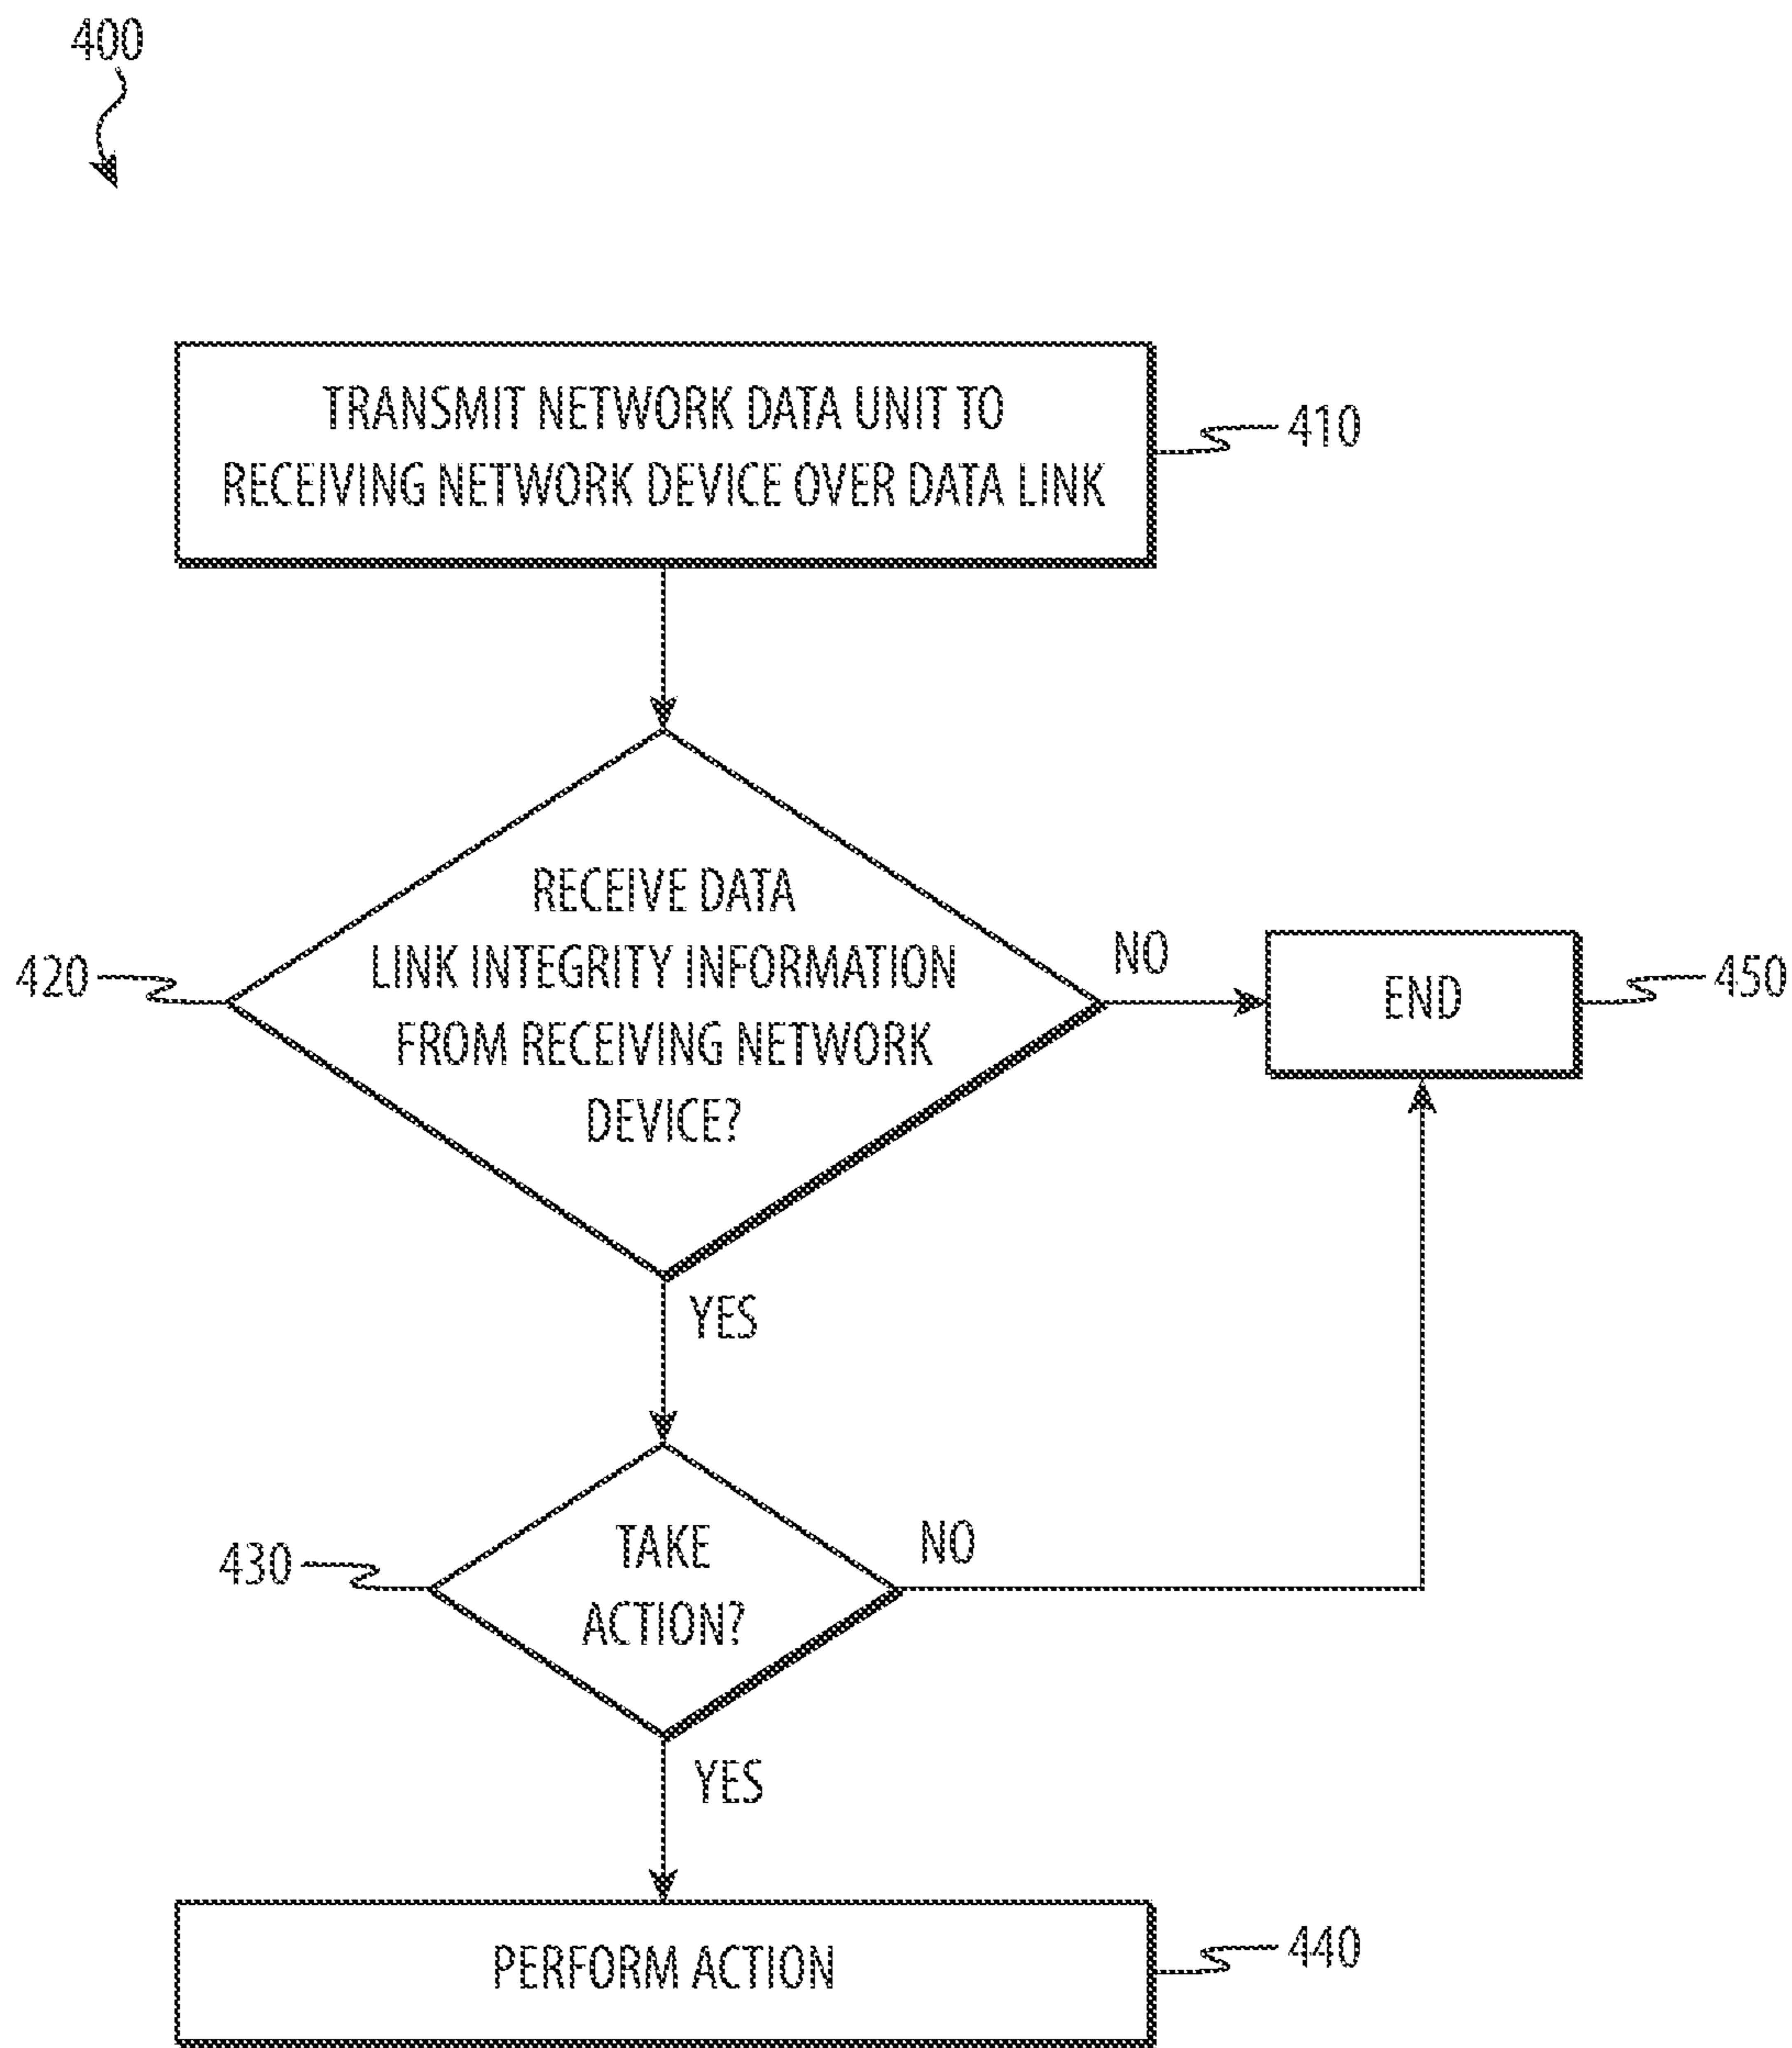 400
TRANSMIT NETWORK DATA UNIT TO
RECEIVING NETWORK DEVICE OVER DATA LINK
410
RECEIVE DATA
LINK INTEGRITY INFORMATION
FROM RECEIVING NETWORK
DEVICE?
420
NO
END
450
YES
TAKE
ACTION?
430
NO
YES
PERFORM ACTION
440